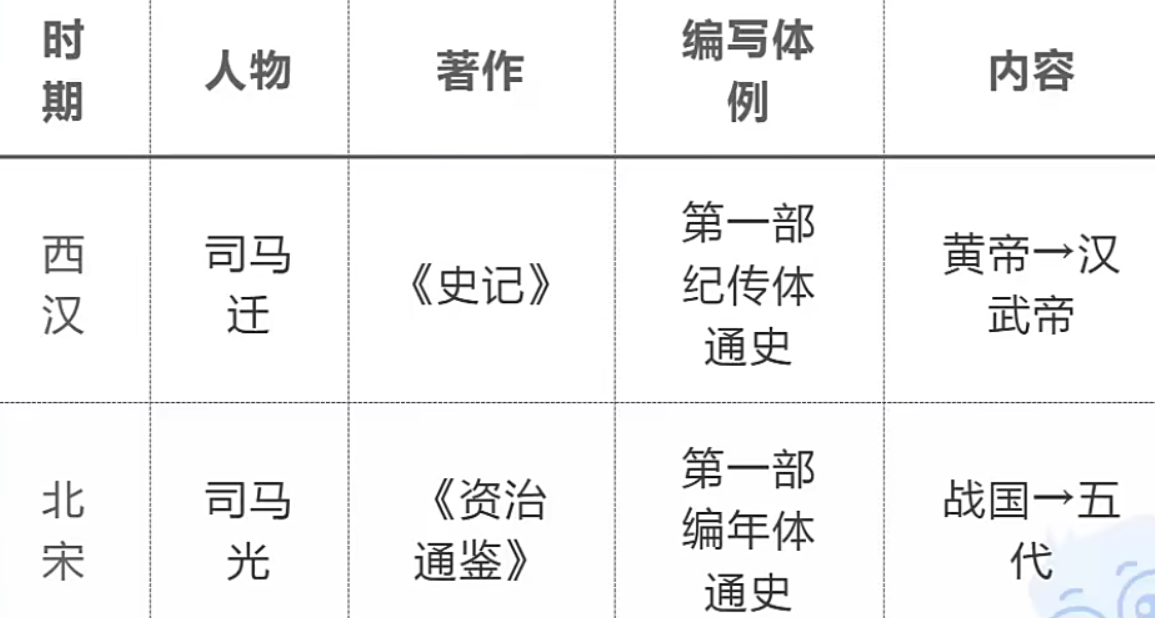 时
期
人物
著作
编写体
例
内容
西
汉
司马
迁
《史记》
第一部
纪传体
通史
黄帝→汉
武帝
北
宋
司马
光
《资治
通鉴》
第一部
编年体
通史
战国→五
代